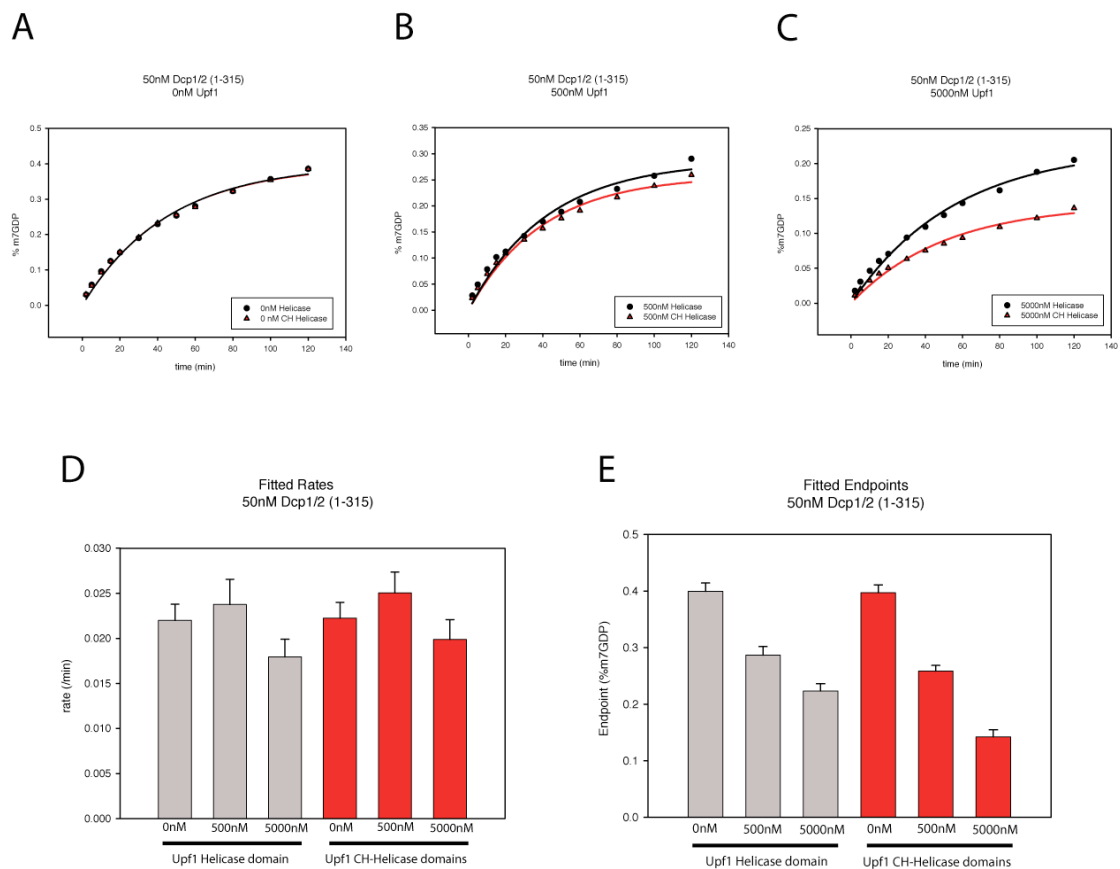 A
50nM Dcp1/2 (1-315)
0nM Upf1
% m7GDP
0.5
0.4
0.3
0.2
0.1
0.0
0nM Helicase
0 nM CH Helicase
0 20 40 60 80 100 120 140
time (min)
B
50nM Dcp1/2 (1-315)
500nM Upf1
% m7GDP
0.35
0.30
0.25
0.20
0.15
0.10
0.05
0.00
500nM Helicase
500nM CH Helicase
0 20 40 60 80 100 120 140
time (min)
C
50nM Dcp1/2 (1-315)
5000nM Upf1
%m7GDP
0.25
0.20
0.15
0.10
0.05
0.00
5000nM Helicase
5000nM CH Helicase
0 20 40 60 80 100 120 140
time (min)
D
Fitted Rates
50nM Dcp1/2 (1-315)
rate (/min)
0.030
0.025
0.020
0.015
0.010
0.005
0.000
0nM 500nM 5000nM 0nM 500nM 5000nM
Upf1 Helicase domain Upf1 CH-Helicase domains
E
Fitted Endpoints
50nM Dcp1/2 (1-315)
Endpoint (%m7GDP)
0.5
0.4
0.3
0.2
0.1
0.0
0nM 500nM 5000nM 0nM 500nM 5000nM
Upf1 Helicase domain Upf1 CH-Helicase domains